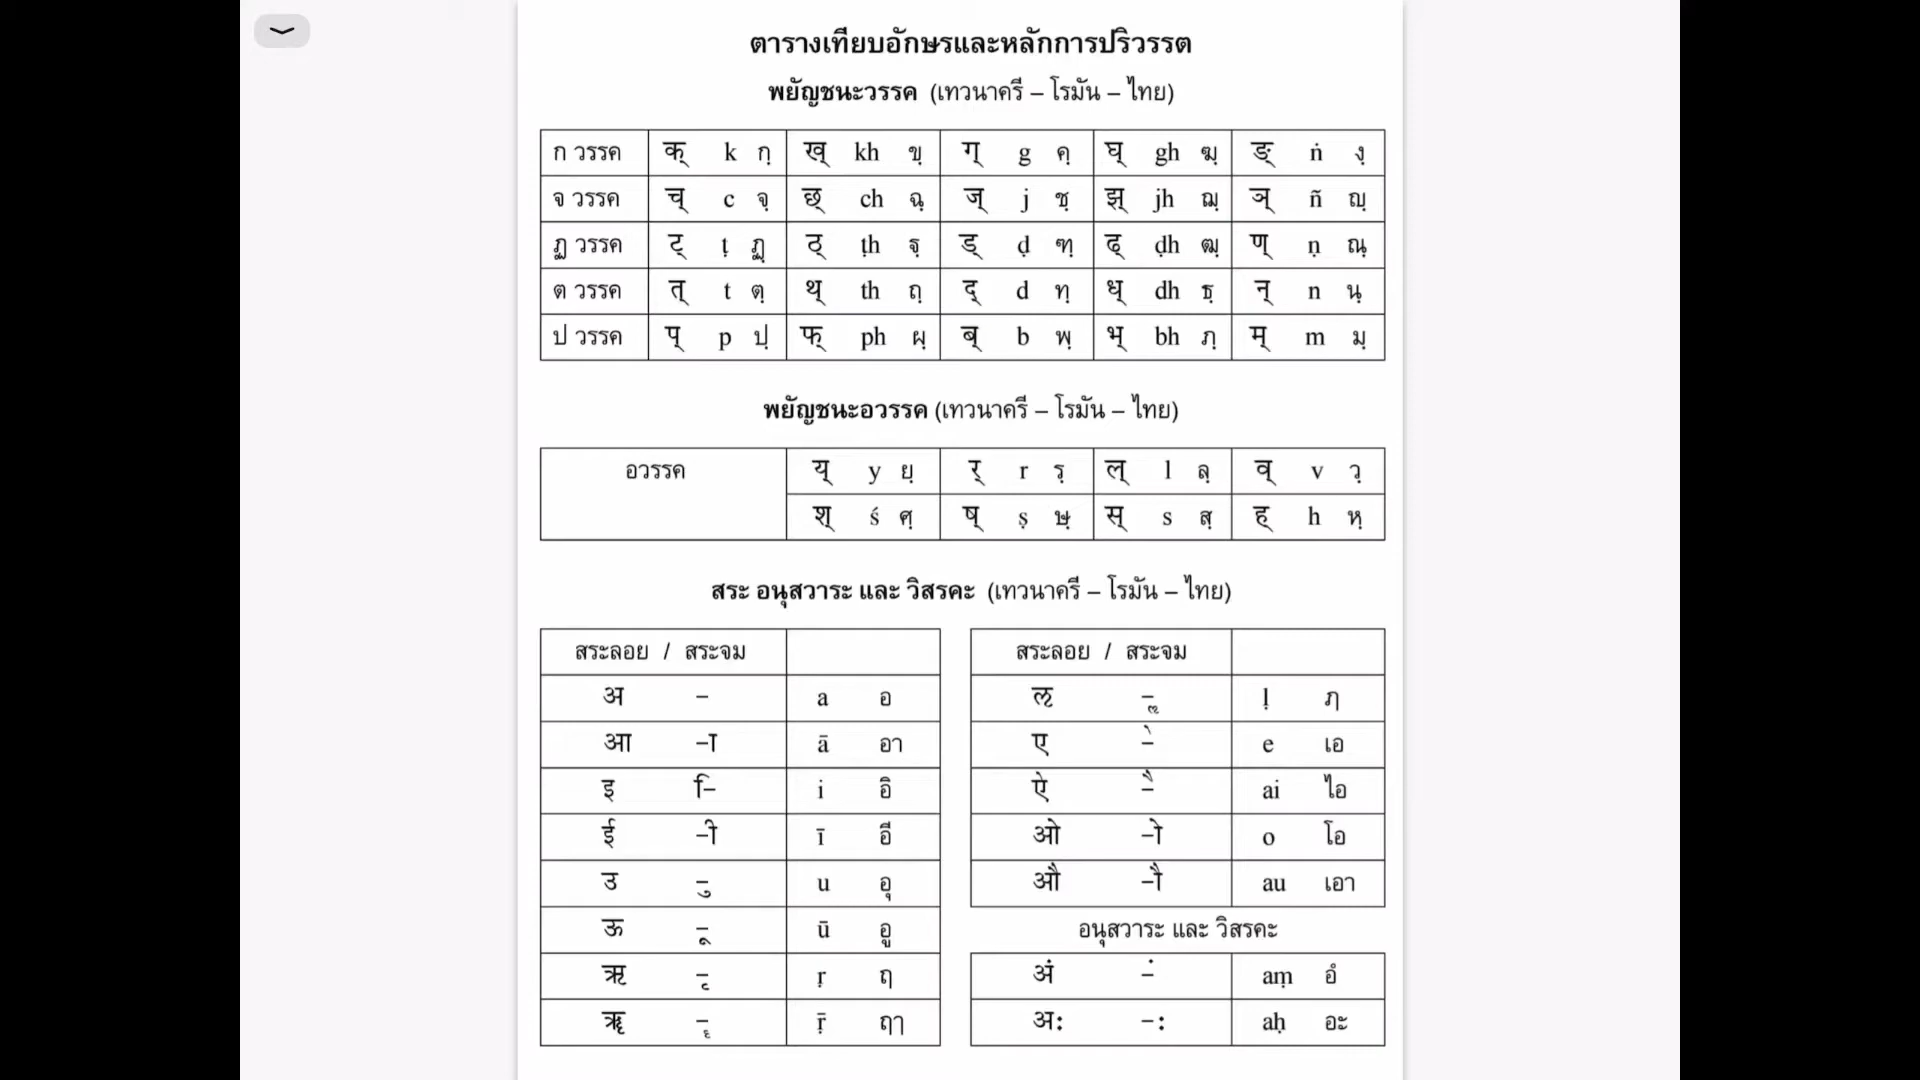 ตารางเทียบอักษรและหลักการปริวรรต
พยัญชนะวรรค (เทวนาครี – โรมัน – ไทย)
ก วรรค क् k กฺ ख् kh ขฺ ग् g คฺ घ् gh ฆฺ ङ् ṅ งฺ
จ วรรค च् c จฺ छ् ch ฉฺ ज् j ชฺ झ् jh ฌฺ ञ् ñ ญฺ
ฏ วรรค ट् ṭ ฏฺ ठ् ṭh ฐฺ ड् ḍ ฑฺ ढ् ḍh ฒฺ ण् ṇ ณฺ
ต วรรค त् t ตฺ थ् th ถฺ द् d ทฺ ध् dh ธฺ न् n นฺ
ป วรรค प् p ปฺ फ् ph ผฺ ब् b พฺ भ् bh ภฺ म् m มฺ
พยัญชนะอวรรค (เทวนาครี – โรมัน – ไทย)
อวรรค य् y ยฺ र् r รฺ ल् l ลฺ व् v วฺ
श् ś ศฺ ष् ṣ ษฺ स् s สฺ ह् h หฺ
สระ อนุสวาระ และ วิสรคะ (เทวนาครี – โรมัน – ไทย)
สระลอย / สระจม
अ – a อ
आ –ा ā อา
इ ि– i อิ
ई –ी ī อี
उ –ु u อุ
ऊ –ू ū อู
ऋ –ृ ṛ ฤ
ॠ –ॄ ṝ ฤๅ
สระลอย / สระจม
ऌ –ॢ ḷ ฦ
ए –े e เอ
ऐ –ै ai ไอ
ओ –ो o โอ
औ –ौ au เอา
อนุสวาระ และ วิสรคะ
अं –ं aṃ อํ
अः –ः aḥ อะ